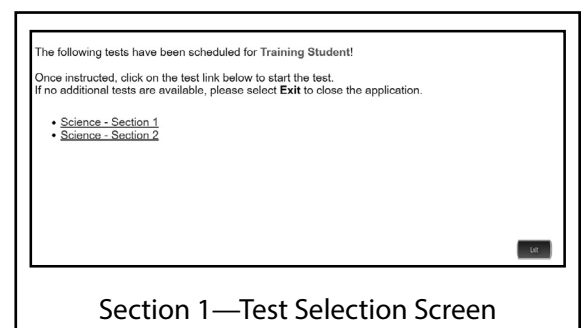 The following tests have been scheduled for Training Student!
Once instructed, click on the test link below to start the test.
If no additional tests are available, please select Exit to close the application.
• Science - Section 1
• Science - Section 2
Exit
Section 1—Test Selection Screen